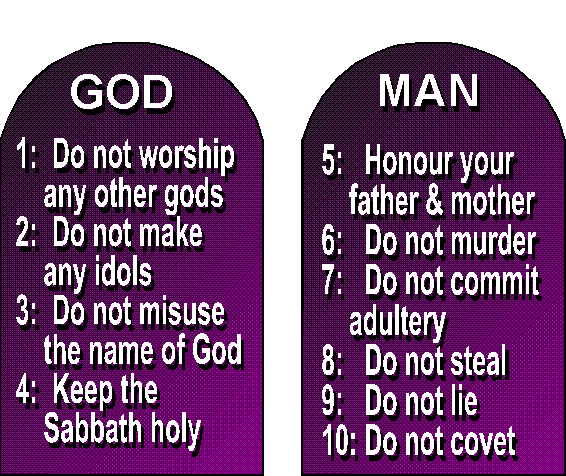 GOD
1: Do not worship
any other gods
2: Do not make
any idols
3: Do not misuse
the name of God
4: Keep the
Sabbath holy
MAN
5: Honour your
father & mother
6: Do not murder
7: Do not commit
adultery
8: Do not steal
9: Do not lie
10: Do not covet